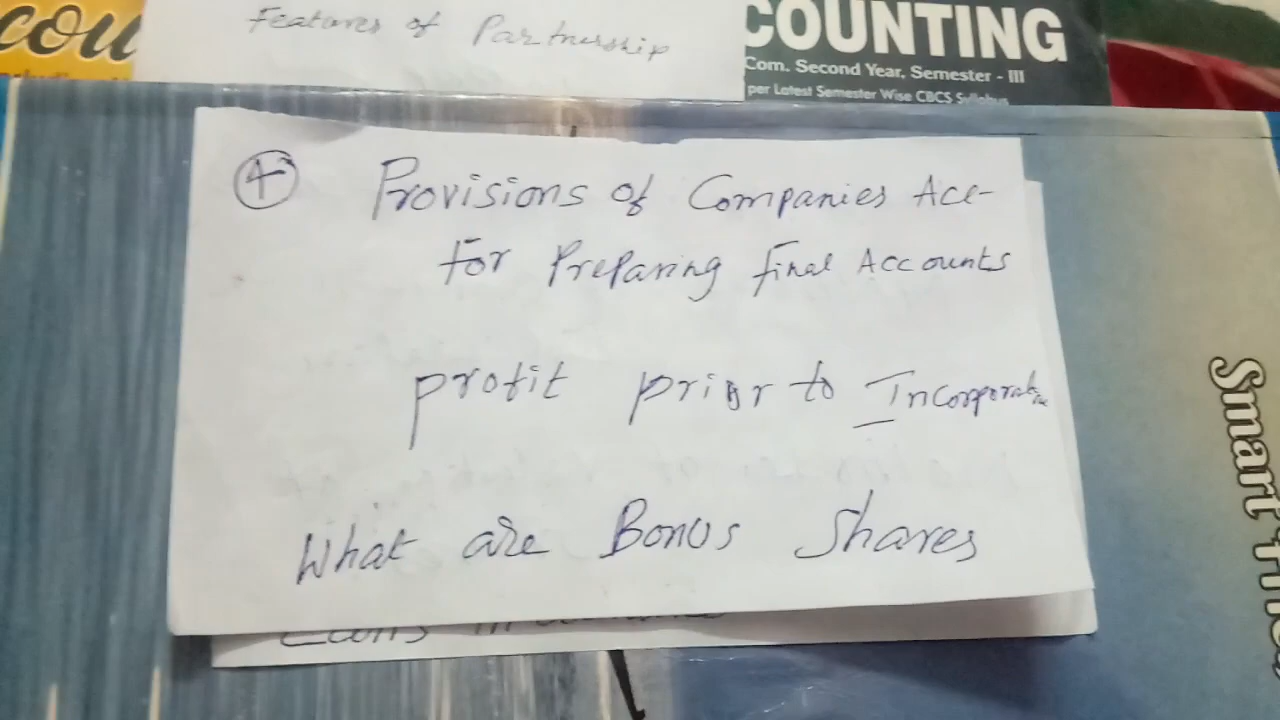 cou
Features of Partnership
COUNTING
Com. Second Year, Semester - III
per Latest Semester Wise CBCS Syllabus
4
Provisions of Companies Act
for Preparing final Accounts
profit prior to Incorporation
What are Bonus Shares
Smart